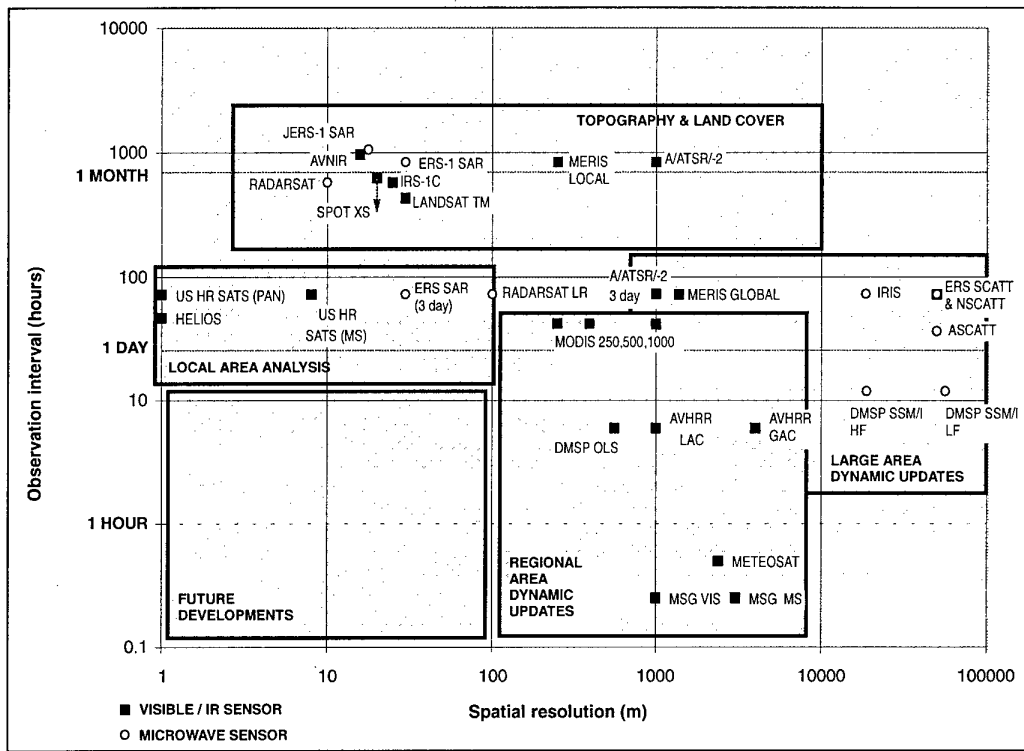 10000
TOPOGRAPHY & LAND COVER
JERS-1 SAR
1000
AVNIR
ERS-1 SAR
MERIS
LOCAL
A/ATSR/-2
1 MONTH
RADARSAT
IRS-1C
SPOT XS
LANDSAT TM
100
US HR SATS (PAN)
HELIOS
US HR
SATS (MS)
ERS SAR
(3 day)
RADARSAT LR
A/ATSR/-2
3 day
MERIS GLOBAL
IRIS
ERS SCATT
& NSCATT
ASCATT
MODIS 250,500,1000
1 DAY
LOCAL AREA ANALYSIS
10
DMSP OLS
AVHRR
LAC
AVHRR
GAC
DMSP SSM/I
HF
DMSP SSM/I
LF
LARGE AREA
DYNAMIC UPDATES
1 HOUR
REGIONAL
AREA
DYNAMIC
UPDATES
METEOSAT
MSG VIS
MSG MS
FUTURE
DEVELOPMENTS
0.1
Observation interval (hours)
1
10
100
1000
10000
100000
Spatial resolution (m)
VISIBLE / IR SENSOR
MICROWAVE SENSOR